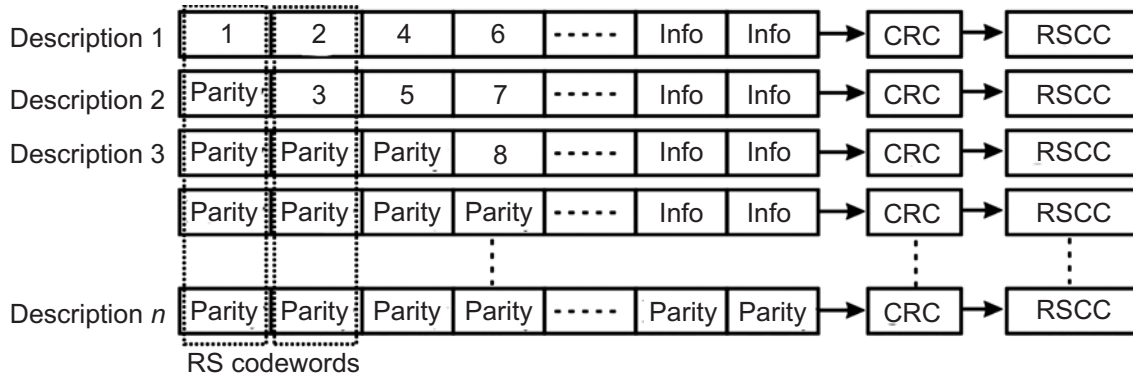 Description 1 1 2 4 6 Info Info CRC RSCC
Description 2 Parity 3 5 7 Info Info CRC RSCC
Description 3 Parity Parity Parity 8 Info Info CRC RSCC
Parity Parity Parity Parity Info Info CRC RSCC
Description n Parity Parity Parity Parity Parity Parity CRC RSCC
RS codewords